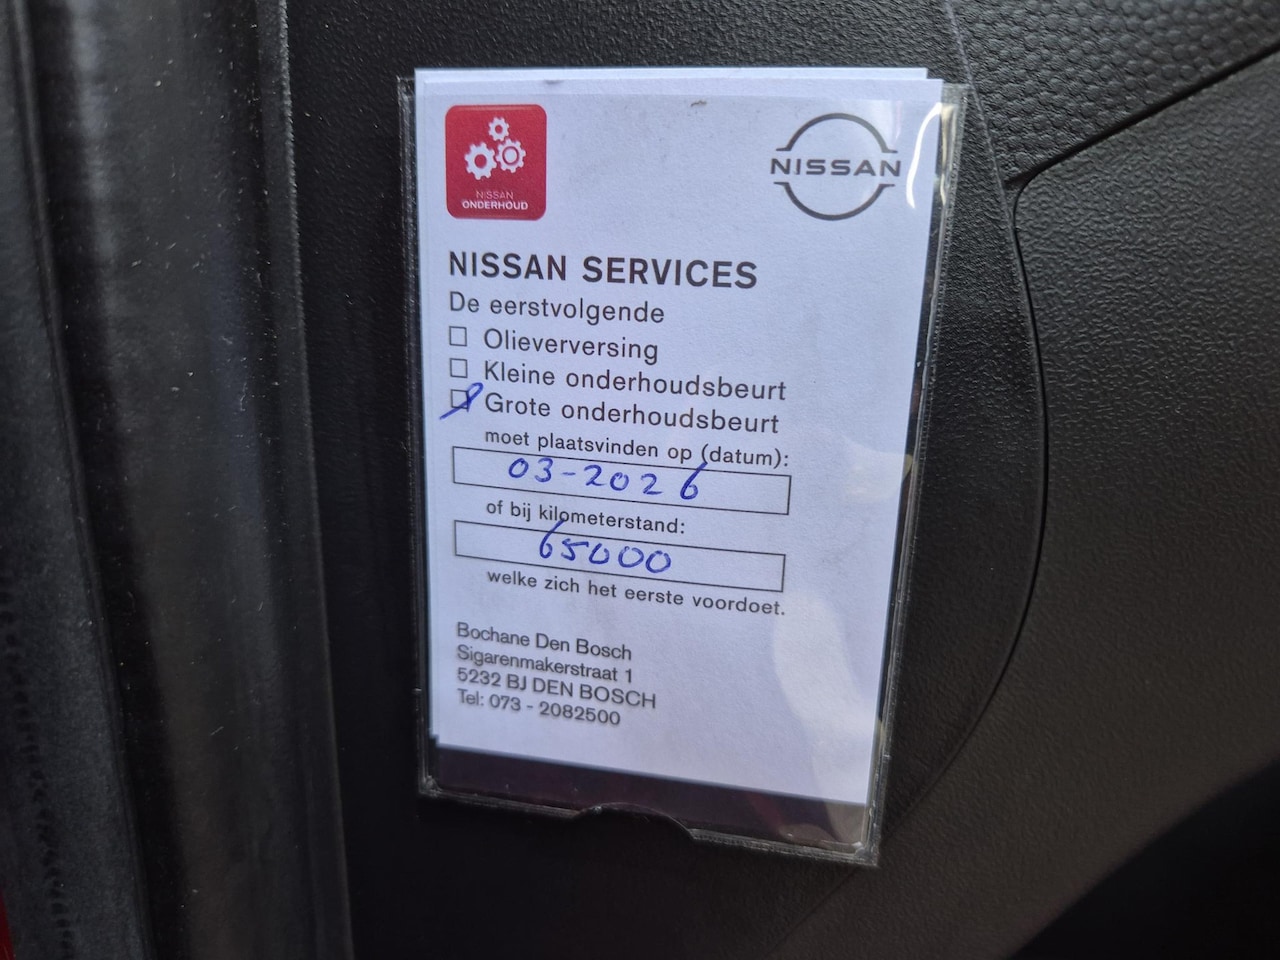 NISSAN
ONDERHOUD
NISSAN
NISSAN SERVICES
De eerstvolgende
Olieverversing
Kleine onderhoudsbeurt
Grote onderhoudsbeurt
moet plaatsvinden op (datum):
03-2026
of bij kilometerstand:
65000
welke zich het eerste voordoet.
Bochane Den Bosch
Sigarenmakerstraat 1
5232 BJ DEN BOSCH
Tel: 073 - 2082500